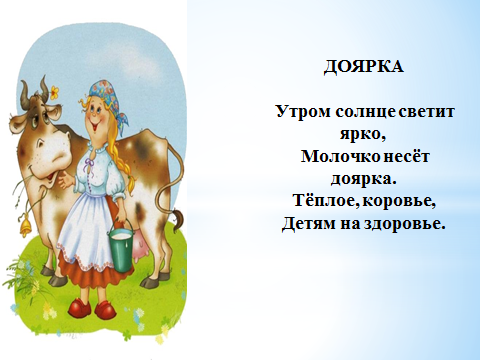 ДОЯРКА
Утром солнце светит
ярко,
Молочко несёт
доярка.
Тёплое, коровье,
Детям на здоровье.